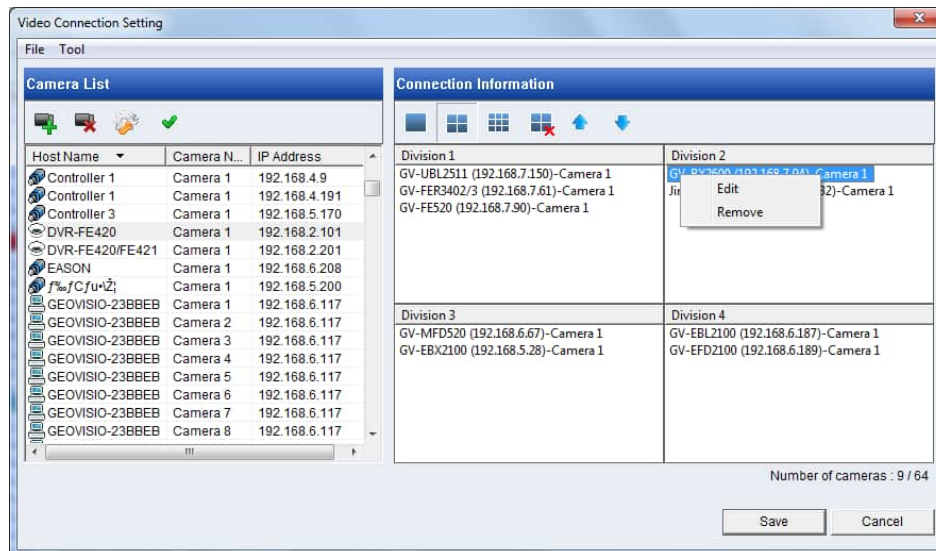 Video Connection Setting
File Tool
Camera List
Host Name Camera N... IP Address
Controller 1 Camera 1 192.168.4.9
Controller 1 Camera 1 192.168.4.191
Controller 3 Camera 1 192.168.5.170
DVR-FE420 Camera 1 192.168.2.101
DVR-FE420/FE421 Camera 1 192.168.2.201
EASON Camera 1 192.168.6.208
ƒ‰ƒCƒu•\Ž¦ Camera 1 192.168.5.200
GEOVISIO-23BBEB Camera 1 192.168.6.117
GEOVISIO-23BBEB Camera 2 192.168.6.117
GEOVISIO-23BBEB Camera 3 192.168.6.117
GEOVISIO-23BBEB Camera 4 192.168.6.117
GEOVISIO-23BBEB Camera 5 192.168.6.117
GEOVISIO-23BBEB Camera 6 192.168.6.117
GEOVISIO-23BBEB Camera 7 192.168.6.117
GEOVISIO-23BBEB Camera 8 192.168.6.117
Connection Information
Division 1
GV-UBL2511 (192.168.7.150)-Camera 1
GV-FER3402/3 (192.168.7.61)-Camera 1
GV-FE520 (192.168.7.90)-Camera 1
Division 2
GV-BX2600 (192.168.7.94)-Camera 1
32)-Camera 1
Edit
Remove
Division 3
GV-MFD520 (192.168.6.67)-Camera 1
GV-EBX2100 (192.168.5.28)-Camera 1
Division 4
GV-EBL2100 (192.168.6.187)-Camera 1
GV-EFD2100 (192.168.6.189)-Camera 1
Number of cameras : 9 / 64
Save Cancel